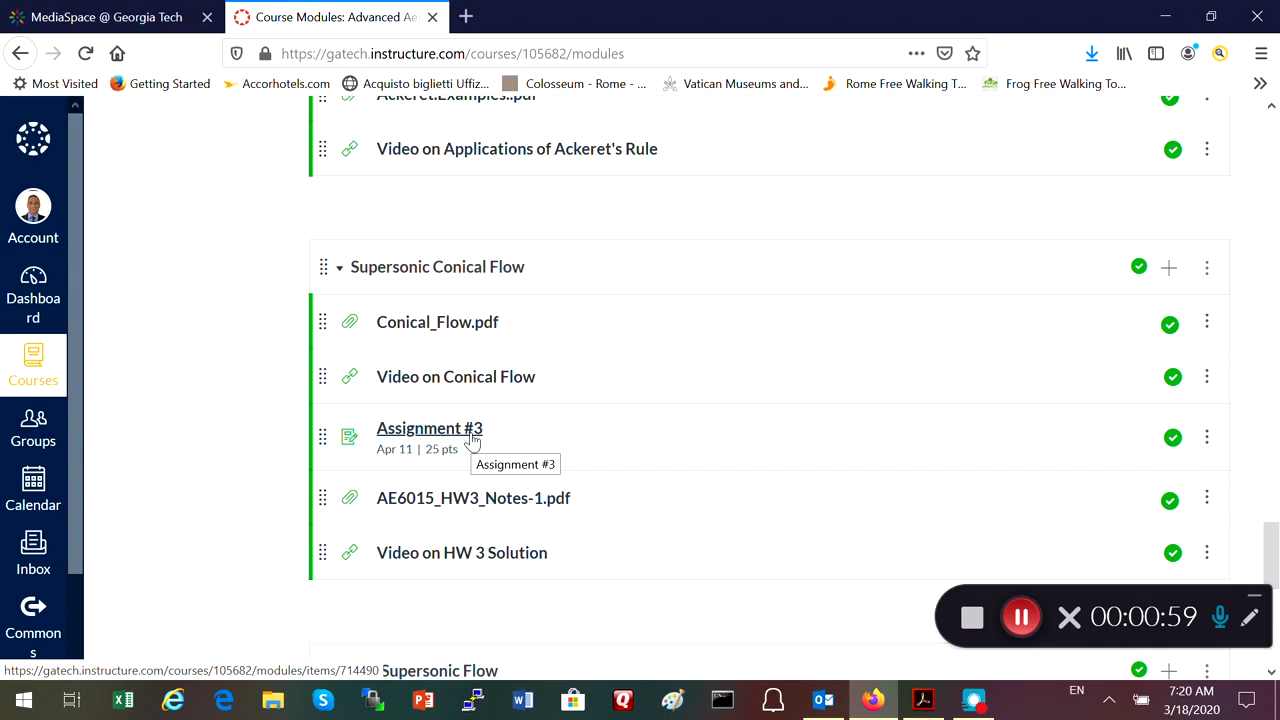 MediaSpace @ Georgia Tech
Course Modules: Advanced Ae
https://gatech.instructure.com/courses/105682/modules
Most Visited
Getting Started
Accorhotels.com
Acquisto biglietti Uffiz...
Colosseum - Rome - ...
Vatican Museums and...
Rome Free Walking T...
Frog Free Walking To...
Ackeret.Examples..pdf
Video on Applications of Ackeret's Rule
Account
Dashboa
rd
Courses
Groups
Calendar
Inbox
Common
s
Supersonic Conical Flow
Conical_Flow.pdf
Video on Conical Flow
Assignment #3
Apr 11 | 25 pts
Assignment #3
AE6015_HW3_Notes-1.pdf
Video on HW 3 Solution
00:00:59
https://gatech.instructure.com/courses/105682/modules/items/714490
Supersonic Flow
EN
7:20 AM
3/18/2020